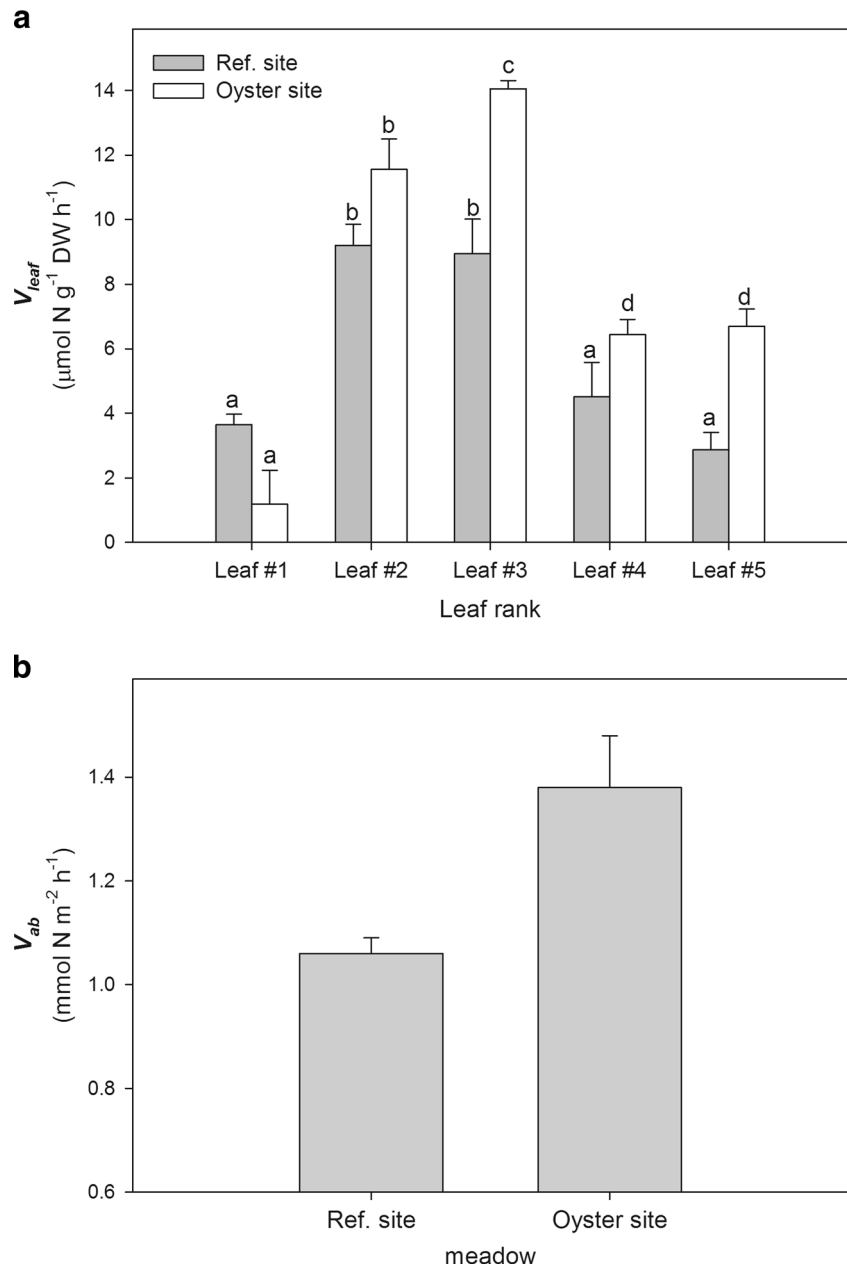 a
Ref. site
Oyster site
V_leaf
(μmol N g⁻¹ DW h⁻¹)
14
12
10
8
6
4
2
0
a
a
b
b
b
c
a
d
a
d
Leaf #1 Leaf #2 Leaf #3 Leaf #4 Leaf #5
Leaf rank
b
V_ab
(mmol N m⁻² h⁻¹)
1.4
1.2
1.0
0.8
0.6
Ref. site Oyster site
meadow